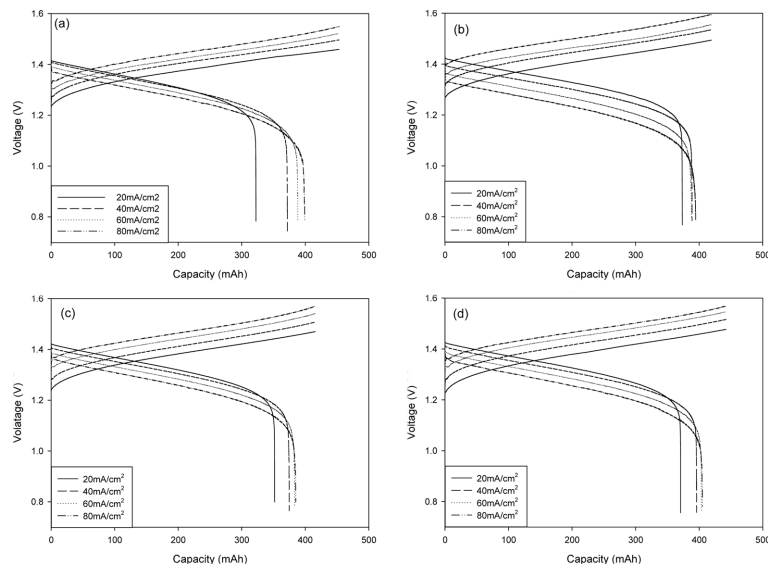 (a)
1.6
1.4
1.2
1.0
0.8
Voltage (V)
20mA/cm2
40mA/cm2
60mA/cm2
80mA/cm2
0
100
200
300
400
500
Capacity (mAh)
(b)
1.6
1.4
1.2
1.0
0.8
Voltage (V)
20mA/cm²
40mA/cm²
60mA/cm²
80mA/cm²
0
100
200
300
400
500
Capacity (mAh)
(c)
1.6
1.4
1.2
1.0
0.8
Volatage (V)
20mA/cm²
40mA/cm²
60mA/cm²
80mA/cm²
0
100
200
300
400
500
Capacity (mAh)
(d)
1.6
1.4
1.2
1.0
0.8
Voltage (V)
20mA/cm²
40mA/cm²
60mA/cm²
80mA/cm²
0
100
200
300
400
500
Capacity (mAh)